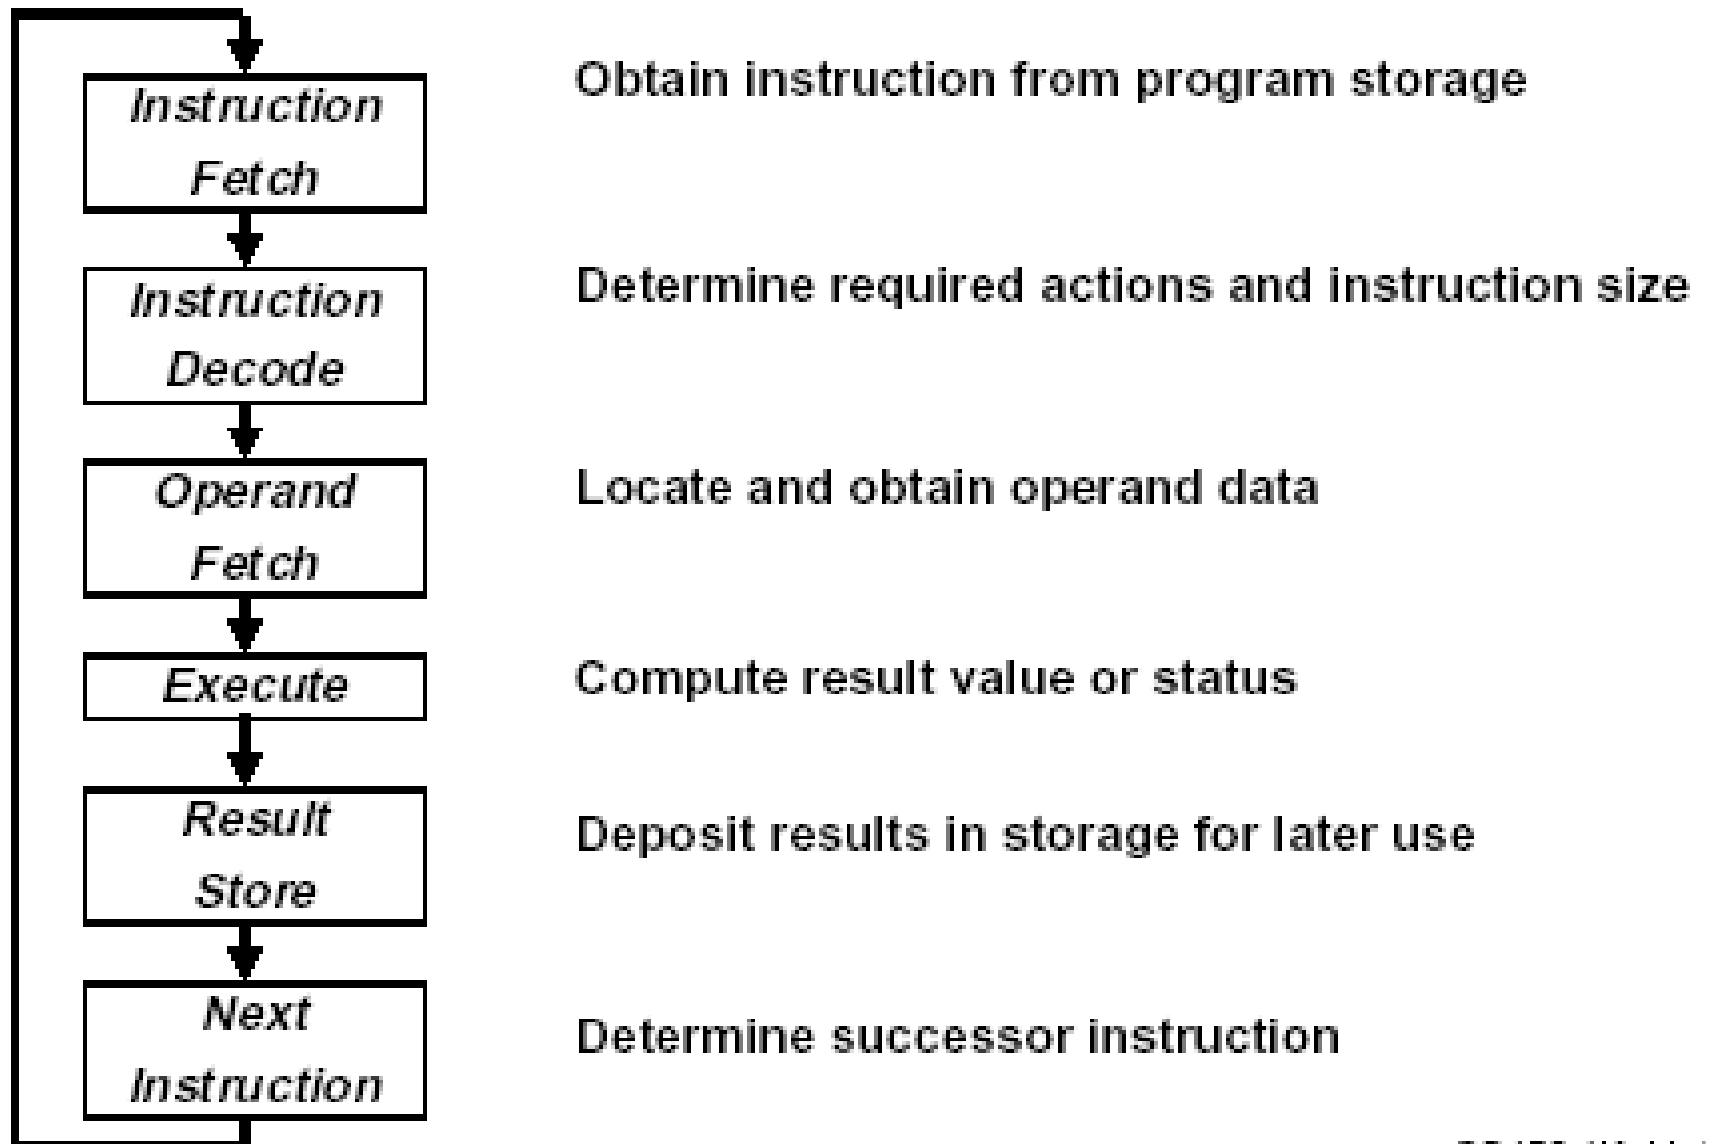 Instruction
Fetch
Obtain instruction from program storage
Instruction
Decode
Determine required actions and instruction size
Operand
Fetch
Locate and obtain operand data
Execute
Compute result value or status
Result
Store
Deposit results in storage for later use
Next
Instruction
Determine successor instruction